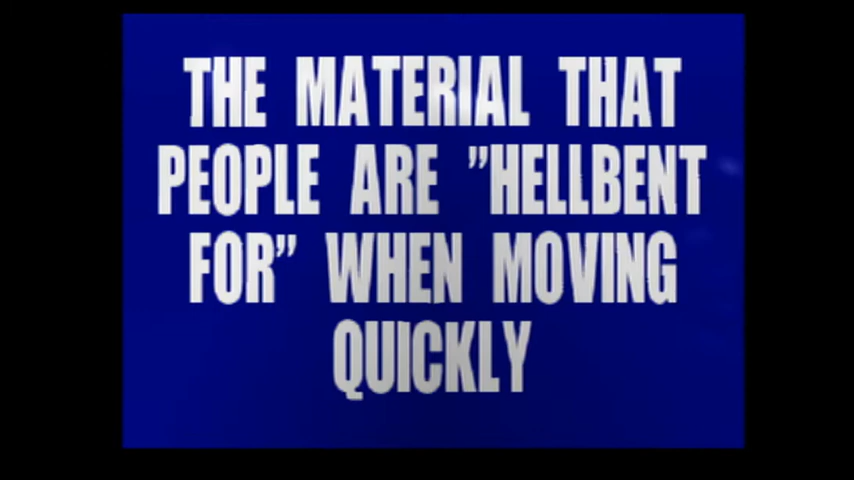 THE MATERIAL THAT
PEOPLE ARE "HELLBENT
FOR" WHEN MOVING
QUICKLY